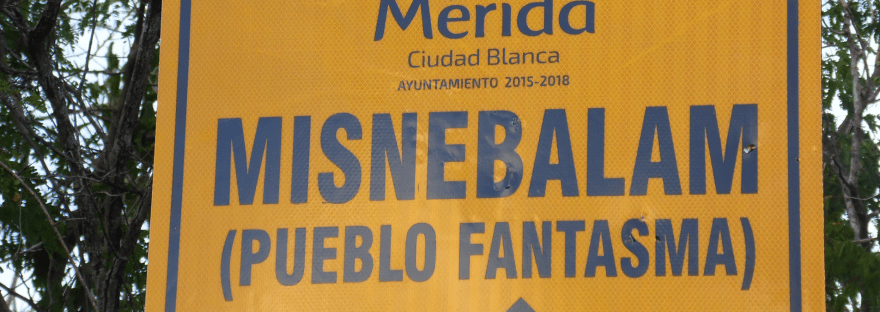 Mérida
Ciudad Blanca
AYUNTAMIENTO 2015-2018
MISNEBALAM
(PUEBLO FANTASMA)